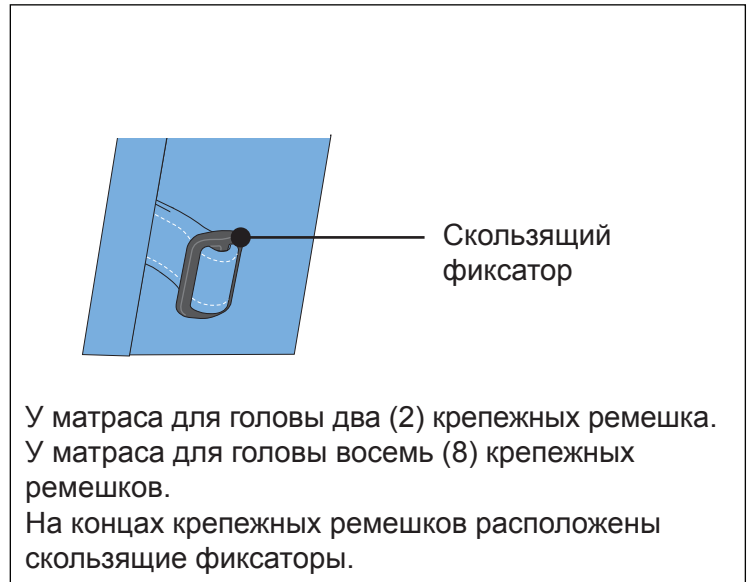 Скользящий
фиксатор
У матраса для головы два (2) крепежных ремешка.
У матраса для головы восемь (8) крепежных
ремешков.
На концах крепежных ремешков расположены
скользящие фиксаторы.